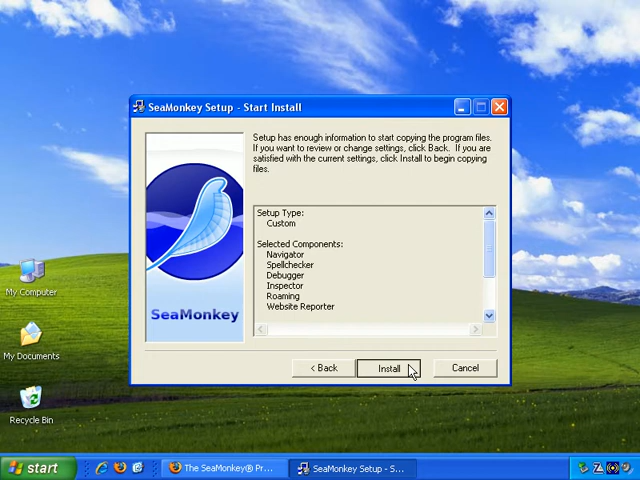 SeaMonkey Setup - Start Install
Setup has enough information to start copying the program files.
If you want to review or change settings, click Back.  If you are
satisfied with the current settings, click Install to begin copying
files.
Setup Type:
Custom
Selected Components:
Navigator
Spellchecker
Debugger
Inspector
Roaming
Website Reporter
SeaMonkey
< Back
Install
Cancel
My Computer
My Documents
Recycle Bin
start
The SeaMonkey® Pr...
SeaMonkey Setup - S...